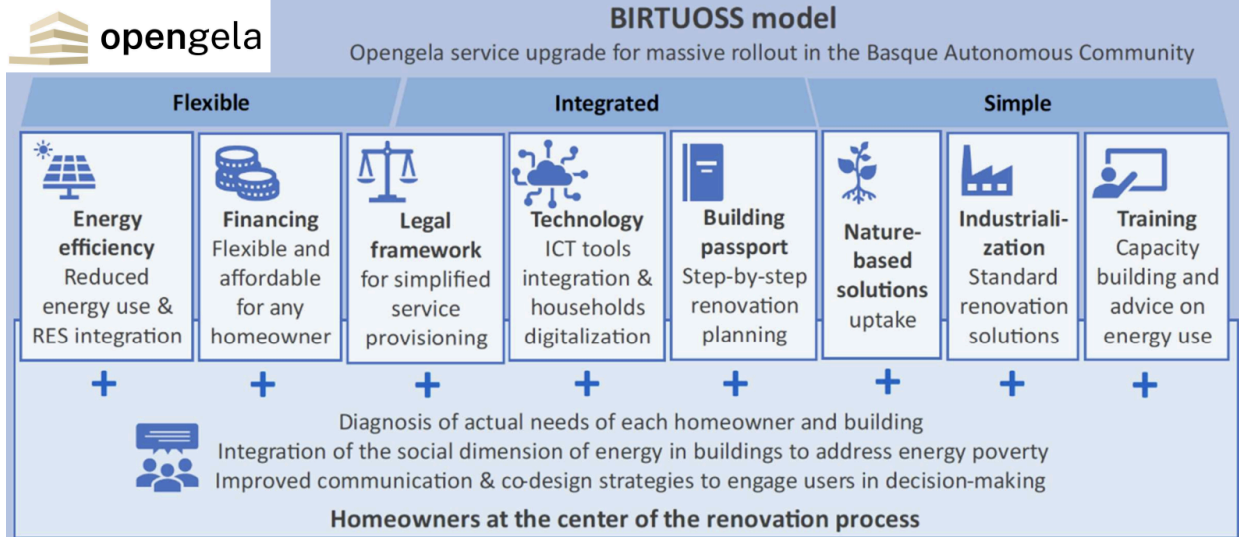 opengela
BIRTUOSS model
Opengela service upgrade for massive rollout in the Basque Autonomous Community
Flexible
Integrated
Simple
Energy
efficiency
Reduced
energy use &
RES integration
Financing
Flexible and
affordable
for any
homeowner
Legal
framework
for simplified
service
provisioning
Technology
ICT tools
integration &
households
digitalization
Building
passport
Step-by-step
renovation
planning
Nature-
based
solutions
uptake
Industriali-
zation
Standard
renovation
solutions
Training
Capacity
building and
advice on
energy use
+ + + + + + + +
Diagnosis of actual needs of each homeowner and building
Integration of the social dimension of energy in buildings to address energy poverty
Improved communication & co-design strategies to engage users in decision-making
Homeowners at the center of the renovation process